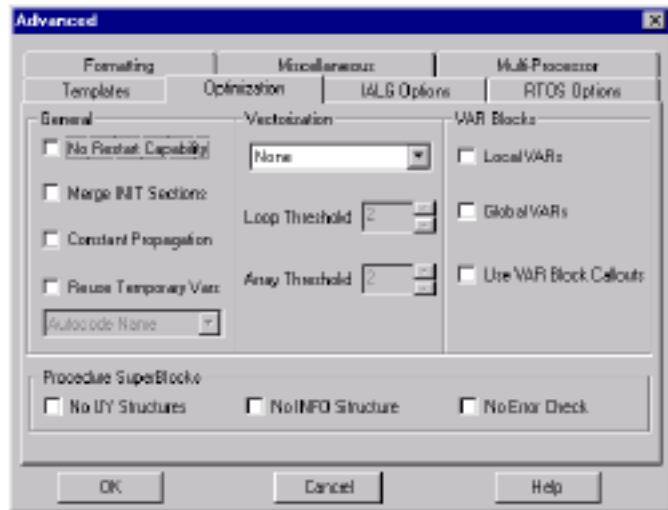 Advanced
Formatting
Miscellaneous
Multi-Processor
Templates
Optimization
IALG Options
RTOS Options
General
No Restart Capability
Merge INIT Sections
Constant Propagation
Reuse Temporary Vars
Autocode Name
Vectorization
None
Loop Threshold 2
Array Threshold 2
VAR Blocks
Local VARs
Global VARs
Use VAR Block Callouts
Procedure SuperBlocks
No UY Structures
No INFO Structure
No Error Check
OK
Cancel
Help